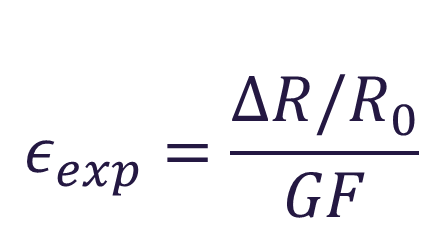 ϵ_exp = (ΔR/R_0)/GF